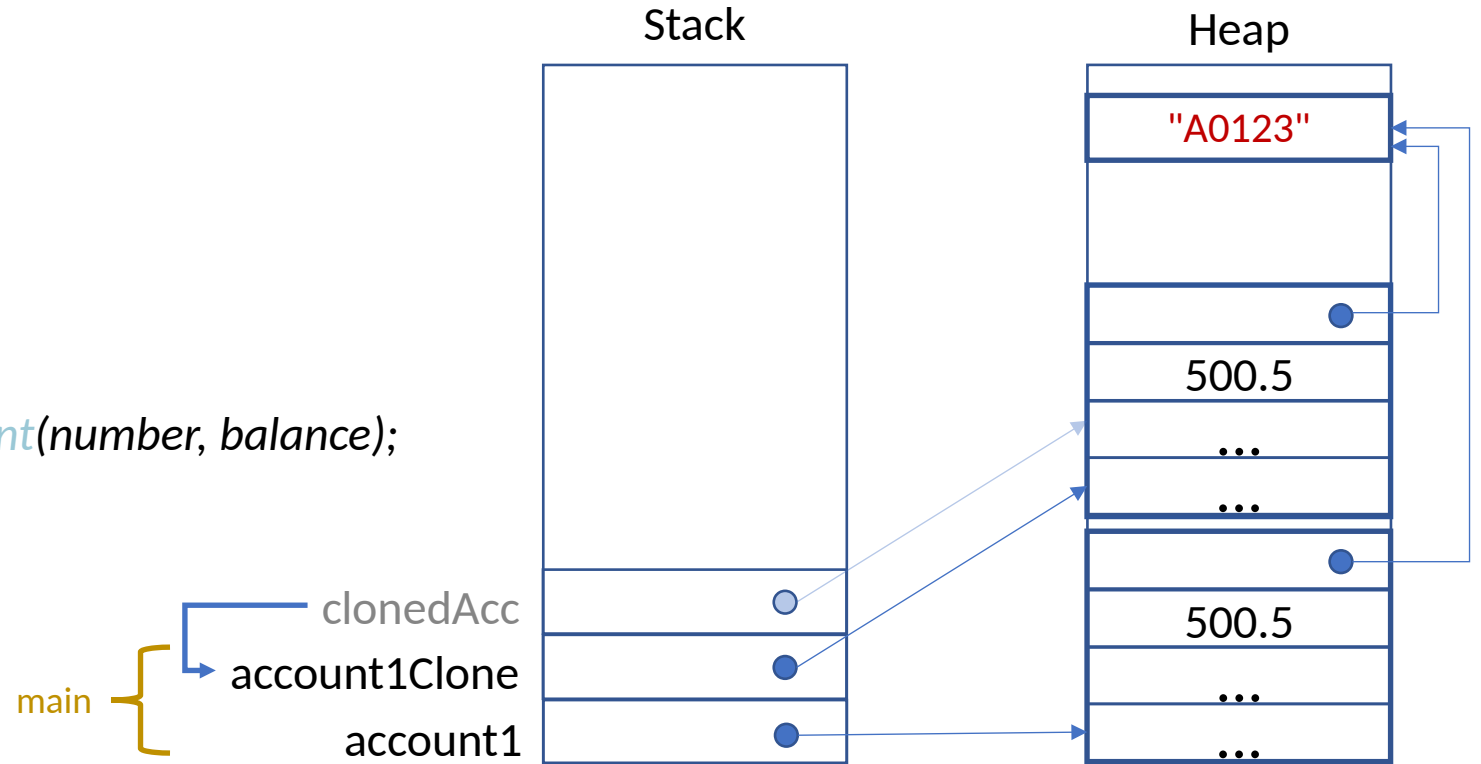 Stack
Heap
"A0123"
500.5
nt(number, balance);
...
...
clonedAcc
500.5
account1Clone
main
...
account1
...